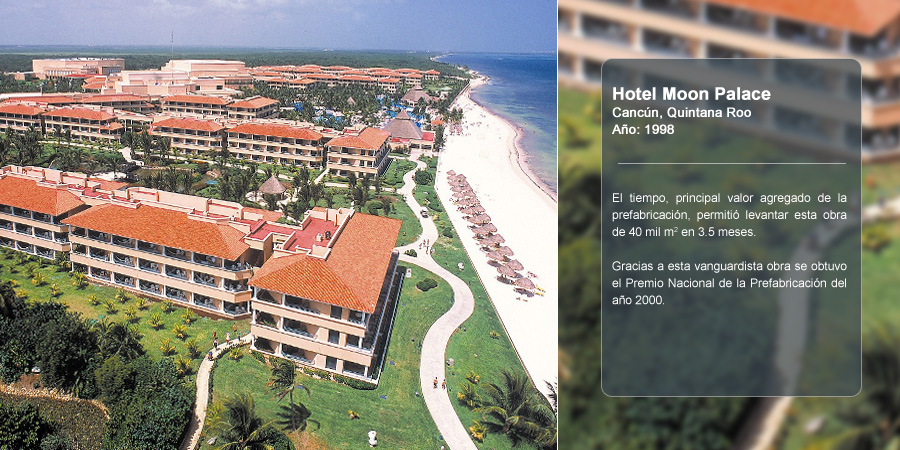 Hotel Moon Palace
Cancún, Quintana Roo
Año: 1998
El tiempo, principal valor agregado de la
prefabricación, permitió levantar esta obra
de 40 mil m² en 3.5 meses.
Gracias a esta vanguardista obra se obtuvo
el Premio Nacional de la Prefabricación del
año 2000.